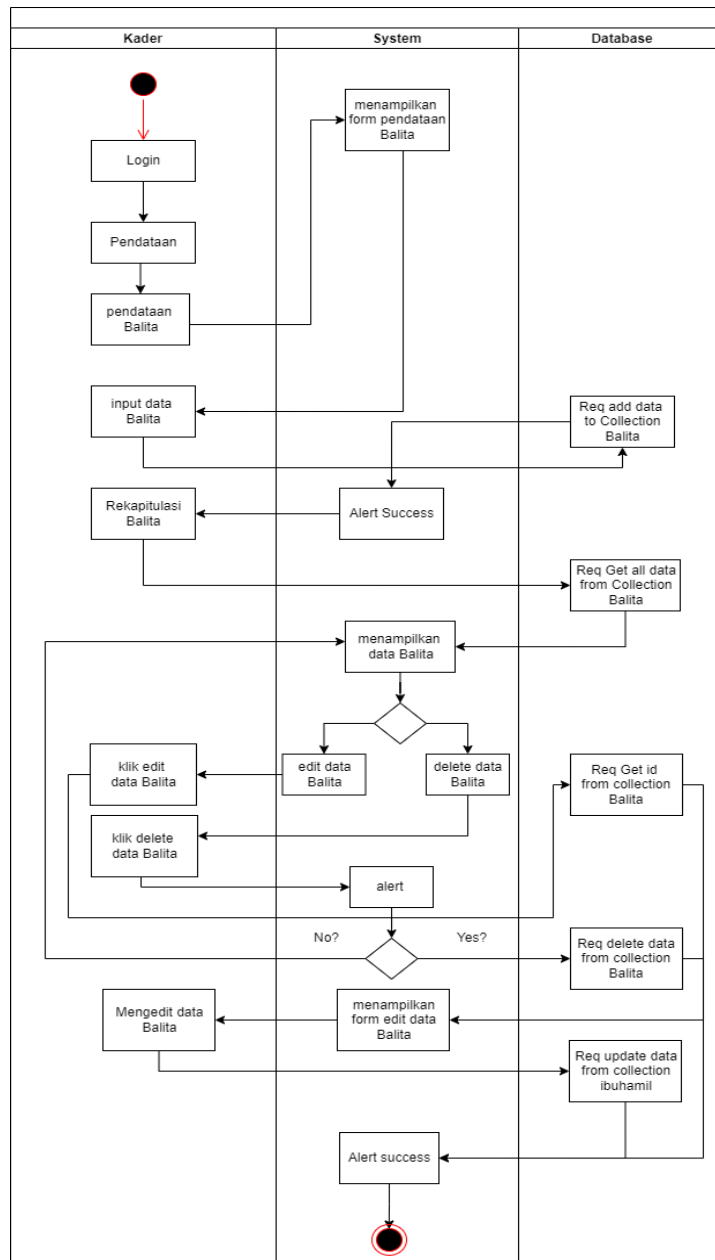 Kader
System
Database
menampilkan
form pendataan
Balita
Login
Pendataan
pendataan
Balita
input data
Balita
Req add data
to Collection
Balita
Rekapitulasi
Balita
Alert Success
Req Get all data
from Collection
Balita
menampilkan
data Balita
klik edit
data Balita
edit data
Balita
delete data
Balita
Req Get id
from collection
Balita
klik delete
data Balita
alert
No?
Yes?
Req delete data
from collection
Balita
Mengedit data
Balita
menampilkan
form edit data
Balita
Req update data
from collection
ibuhamil
Alert success